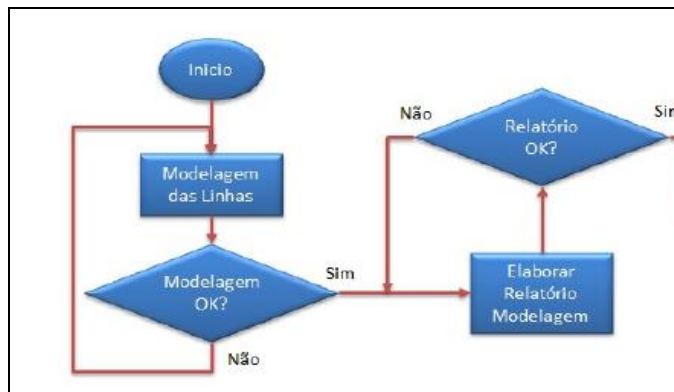 Inicio
Modelagem
das Linhas
Modelagem
OK?
Sim
Não
Elaborar
Relatório
Modelagem
Relatório
OK?
Não